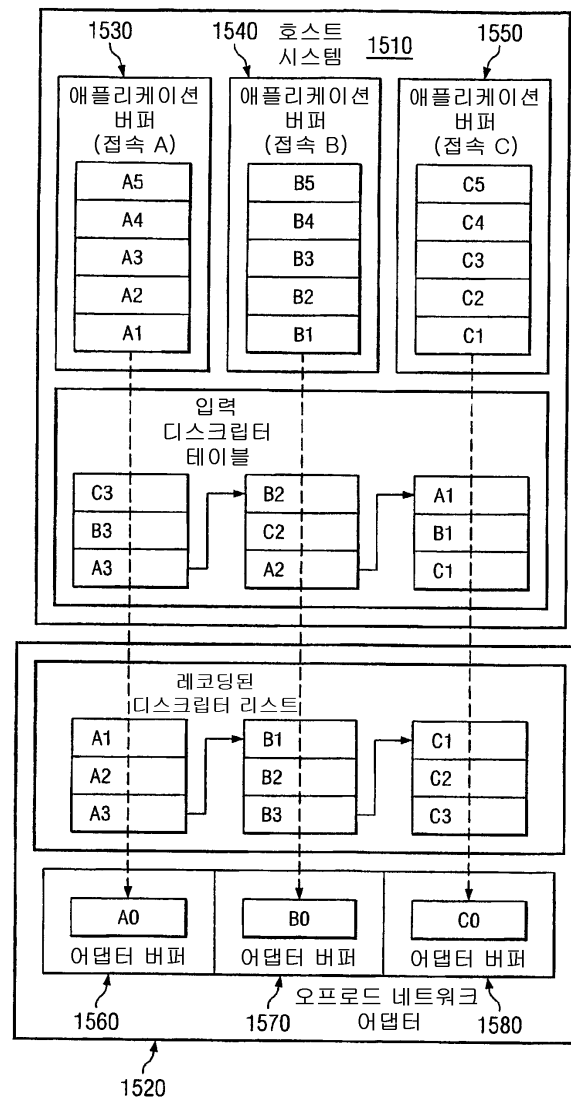 1530
1540
호스트
시스템
1510
1550
애플리케이션
버퍼
(접속 A)
A5
A4
A3
A2
A1
애플리케이션
버퍼
(접속 B)
B5
B4
B3
B2
B1
애플리케이션
버퍼
(접속 C)
C5
C4
C3
C2
C1
입력
디스크립터
테이블
C3
B3
A3
B2
C2
A2
A1
B1
C1
레코딩된
디스크립터 리스트
A1
A2
A3
B1
B2
B3
C1
C2
C3
A0
어댑터 버퍼
B0
어댑터 버퍼
C0
어댑터 버퍼
1560
1570
오프로드 네트워크
어댑터
1580
1520